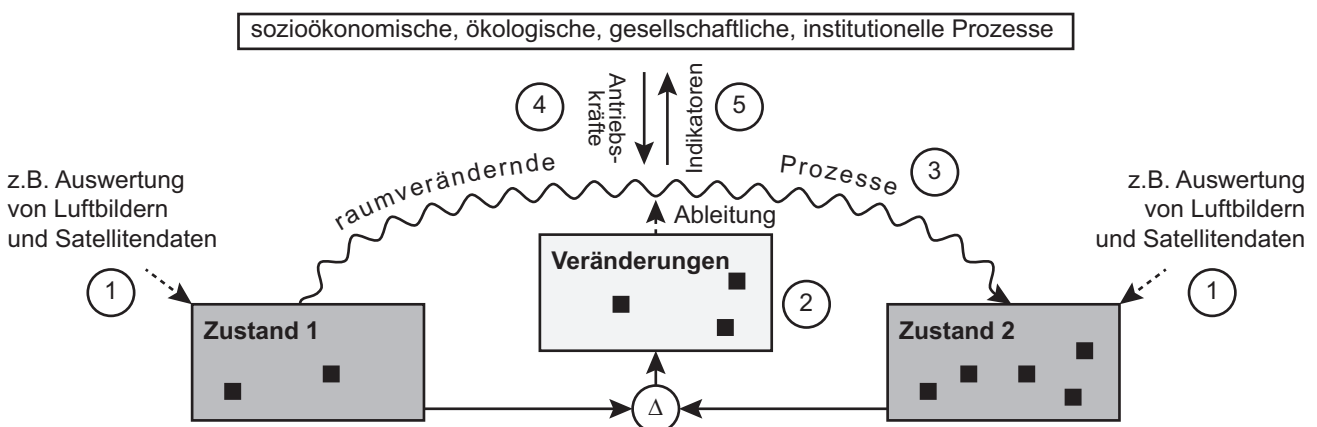 sozioökonomische, ökologische, gesellschaftliche, institutionelle Prozesse
4
Antriebs-
kräfte
Indikatoren
5
raumverändernde
Prozesse
3
z.B. Auswertung
von Luftbildern
und Satellitendaten
1
Ableitung
z.B. Auswertung
von Luftbildern
und Satellitendaten
1
Veränderungen
2
Zustand 1
Zustand 2
Δ